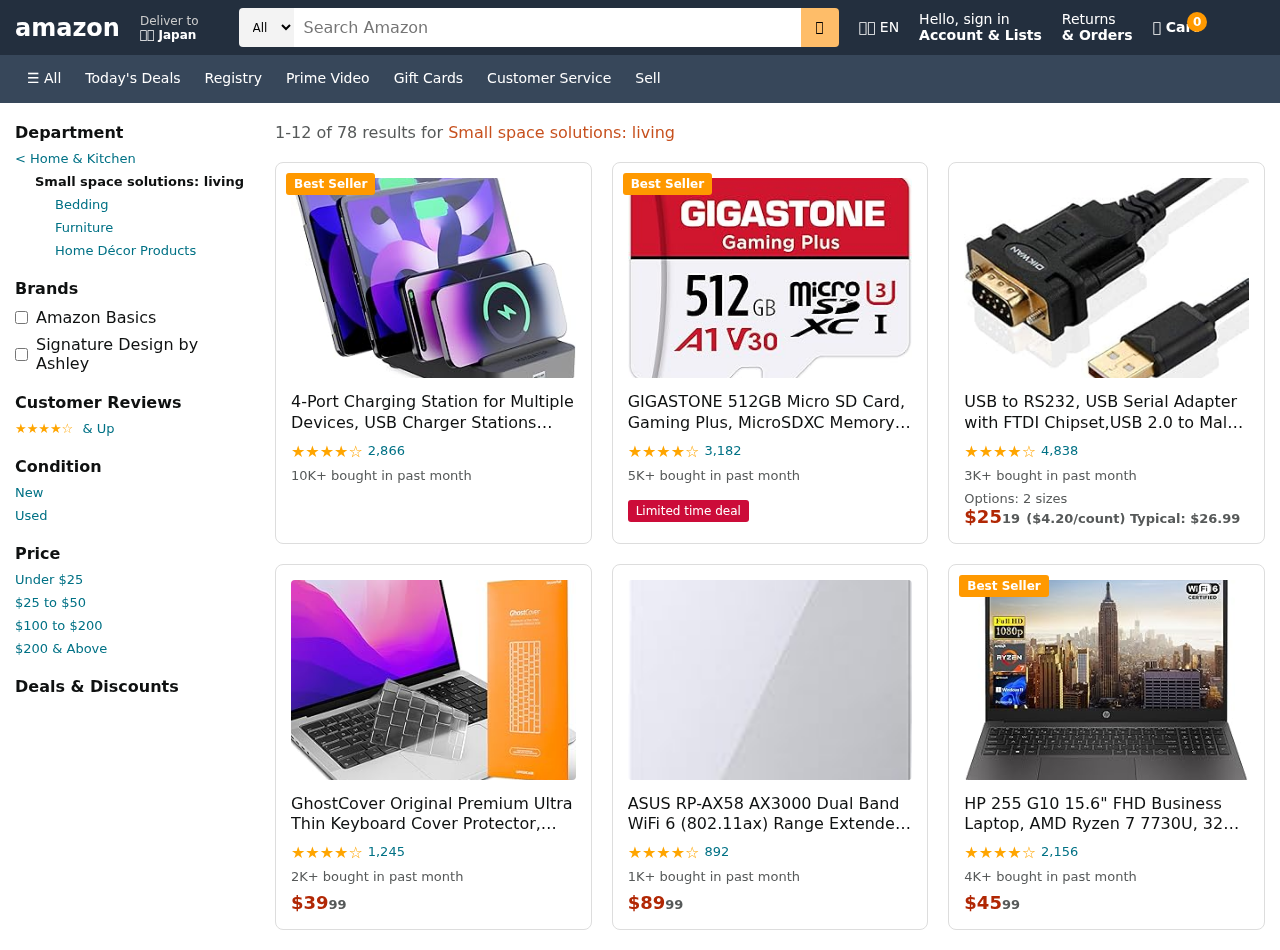 amazon
Deliver to
Japan
All
Search Amazon
EN
Hello, sign in
Account & Lists
Returns
& Orders
0
☰ All
Today's Deals
Registry
Prime Video
Gift Cards
Customer Service
Sell
Department
< Home & Kitchen
Small space solutions: living
Bedding
Furniture
Home Décor Products
Brands
Amazon Basics
Signature Design by
Ashley
Customer Reviews
★★★★☆ & Up
Condition
New
Used
Price
Under $25
$25 to $50
$100 to $200
$200 & Above
Deals & Discounts
1-12 of 78 results for Small space solutions: living
Best Seller
4-Port Charging Station for Multiple
Devices, USB Charger Stations…
★★★★☆ 2,866
10K+ bought in past month
Best Seller
GIGASTONE
Gaming Plus
512 GB
micro SD XC
U3
I
A1 V30
GIGASTONE 512GB Micro SD Card,
Gaming Plus, MicroSDXC Memory…
★★★★☆ 3,182
5K+ bought in past month
Limited time deal
OIKWAN
USB to RS232, USB Serial Adapter
with FTDI Chipset,USB 2.0 to Mal…
★★★★☆ 4,838
3K+ bought in past month
Options: 2 sizes
$25 19 ($4.20/count) Typical: $26.99
GhostCover
GhostCover Original Premium Ultra
Thin Keyboard Cover Protector,…
★★★★☆ 1,245
2K+ bought in past month
$39 99
ASUS RP-AX58 AX3000 Dual Band
WiFi 6 (802.11ax) Range Extende…
★★★★☆ 892
1K+ bought in past month
$89 99
Best Seller
Wi Fi 6
CERTIFIED
Full HD
1080p
RYZEN
Windows 11
hp
HP 255 G10 15.6" FHD Business
Laptop, AMD Ryzen 7 7730U, 32…
★★★★☆ 2,156
4K+ bought in past month
$45 99